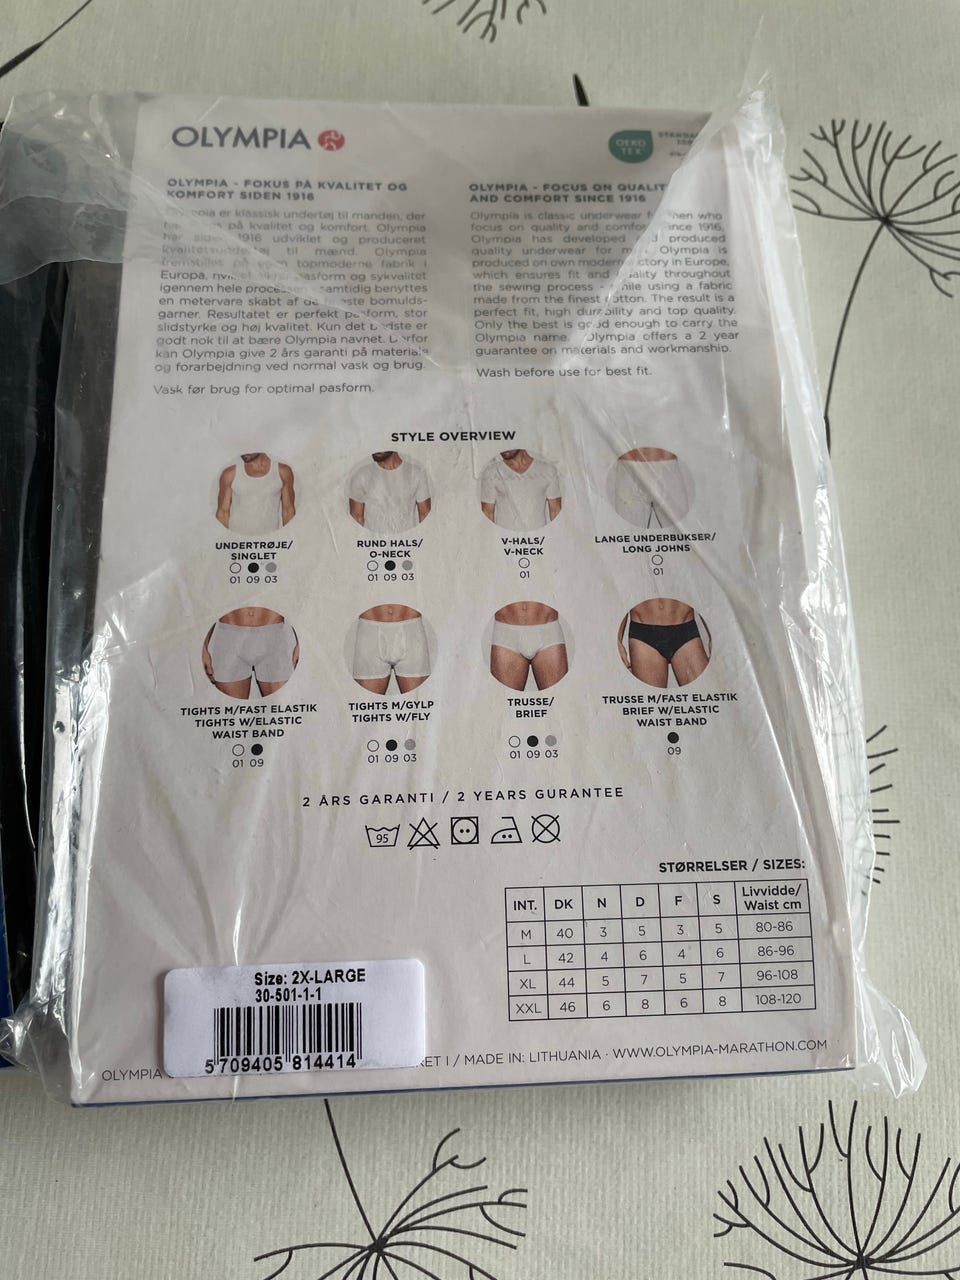 OLYMPIA
OEKO
TEX®
STANDA
100
OLYMPIA - FOKUS PÅ KVALITET OG
KOMFORT SIDEN 1916
er klassisk undertøj til manden, der
på kvalitet og komfort. Olympia
har siden 1916 udviklet og produceret
til mænd. Olympia
fremstilles på topmoderne fabrik i
Europa, pasform og sykvalitet
igennem hele processen samtidig benyttes
en metervare skabt af de bomulds-
garner. Resultatet er perfekt pasform, stor
slidstyrke og høj kvalitet. Kun det bedste er
godt nok til at bære Olympia navnet. Derfor
kan Olympia give 2 års garanti på materiale
og forarbejdning ved normal vask og brug.
Vask før brug for optimal pasform.
OLYMPIA - FOCUS ON QUALIT
AND COMFORT SINCE 1916
Olympia is classic underwear men who
focus on quality and comfort since 1916.
Olympia has developed produced
quality underwear for Olympia is
produced on own modern ctory in Europe,
which ensures fit and quality throughout
the sewing process - while using a fabric
made from the finest cotton. The result is a
perfect fit, high durability and top quality.
Only the best is good enough to carry the
Olympia name. Olympia offers a 2 year
guarantee on materials and workmanship.
Wash before use for best fit.
STYLE OVERVIEW
UNDERTRØJE/
SINGLET
01 09 03
RUND HALS/
O-NECK
01 09 03
V-HALS/
V-NECK
01
LANGE UNDERBUKSER/
LONG JOHNS
01
TIGHTS M/FAST ELASTIK
TIGHTS W/ELASTIC
WAIST BAND
01 09
TIGHTS M/GYLP
TIGHTS W/FLY
01 09 03
TRUSSE/
BRIEF
01 09 03
TRUSSE M/FAST ELASTIK
BRIEF W/ELASTIC
WAIST BAND
09
2 ÅRS GARANTI / 2 YEARS GURANTEE
95
STØRRELSER / SIZES:
INT. DK N D F S Livvidde/
Waist cm
M 40 3 5 3 5 80-86
L 42 4 6 4 6 86-96
XL 44 5 7 5 7 96-108
XXL 46 6 8 6 8 108-120
Size: 2X-LARGE
30-501-1-1
5 709405 814414
OLYMPIA KET I / MADE IN: LITHUANIA · WWW.OLYMPIA-MARATHON.COM